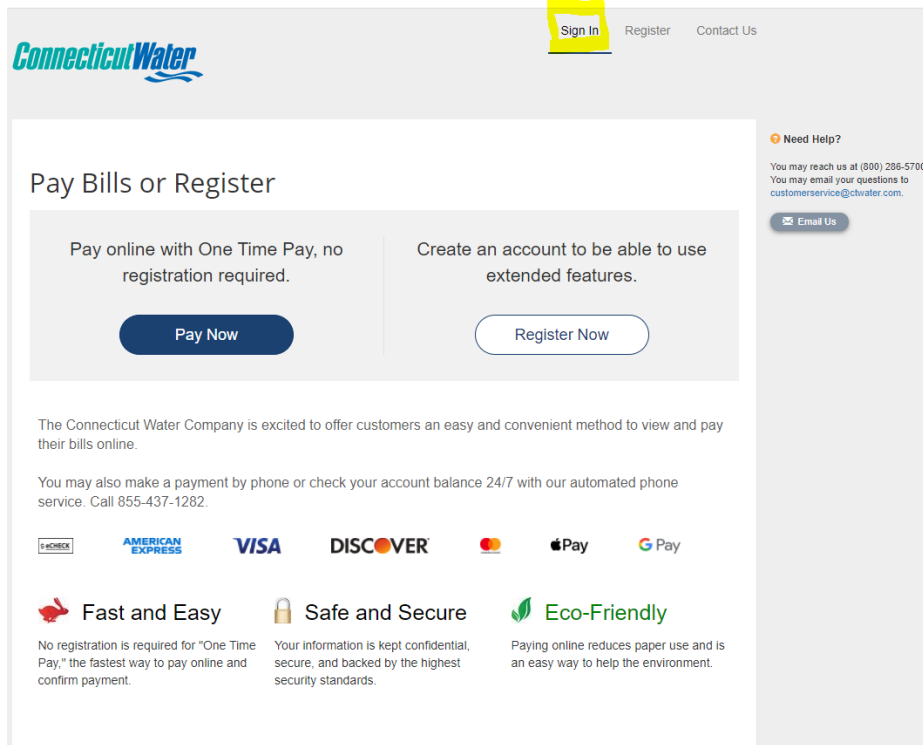 Sign In Register Contact Us
ConnecticutWater
Need Help?
You may reach us at (800) 286-5700
You may email your questions to
customerservice@ctwater.com.
Email Us
Pay Bills or Register
Pay online with One Time Pay, no
registration required.
Pay Now
Create an account to be able to use
extended features.
Register Now
The Connecticut Water Company is excited to offer customers an easy and convenient method to view and pay
their bills online.
You may also make a payment by phone or check your account balance 24/7 with our automated phone
service. Call 855-437-1282.
eCHECK AMERICAN EXPRESS VISA DISCOVER Pay G Pay
Fast and Easy
No registration is required for "One Time
Pay," the fastest way to pay online and
confirm payment.
Safe and Secure
Your information is kept confidential,
secure, and backed by the highest
security standards.
Eco-Friendly
Paying online reduces paper use and is
an easy way to help the environment.